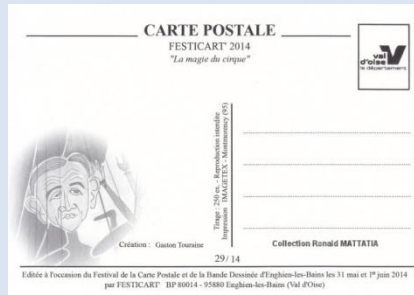 CARTE POSTALE
FESTICART' 2014
"La magie du cirque"
val
d'oise
le département
Tirage : 250 ex. - Reproduction interdite
Impression IMAGETEX - Montmorency (95)
Création : Gaston Touraine
Collection Ronald MATTATIA
29 / 14
Editée à l'occasion du Festival de la Carte Postale et de la Bande Dessinée d'Enghien-les-Bains les 31 mai et 1er juin 2014
par FESTICART' BP 80014 - 95880 Enghien-les-Bains (Val d'Oise)